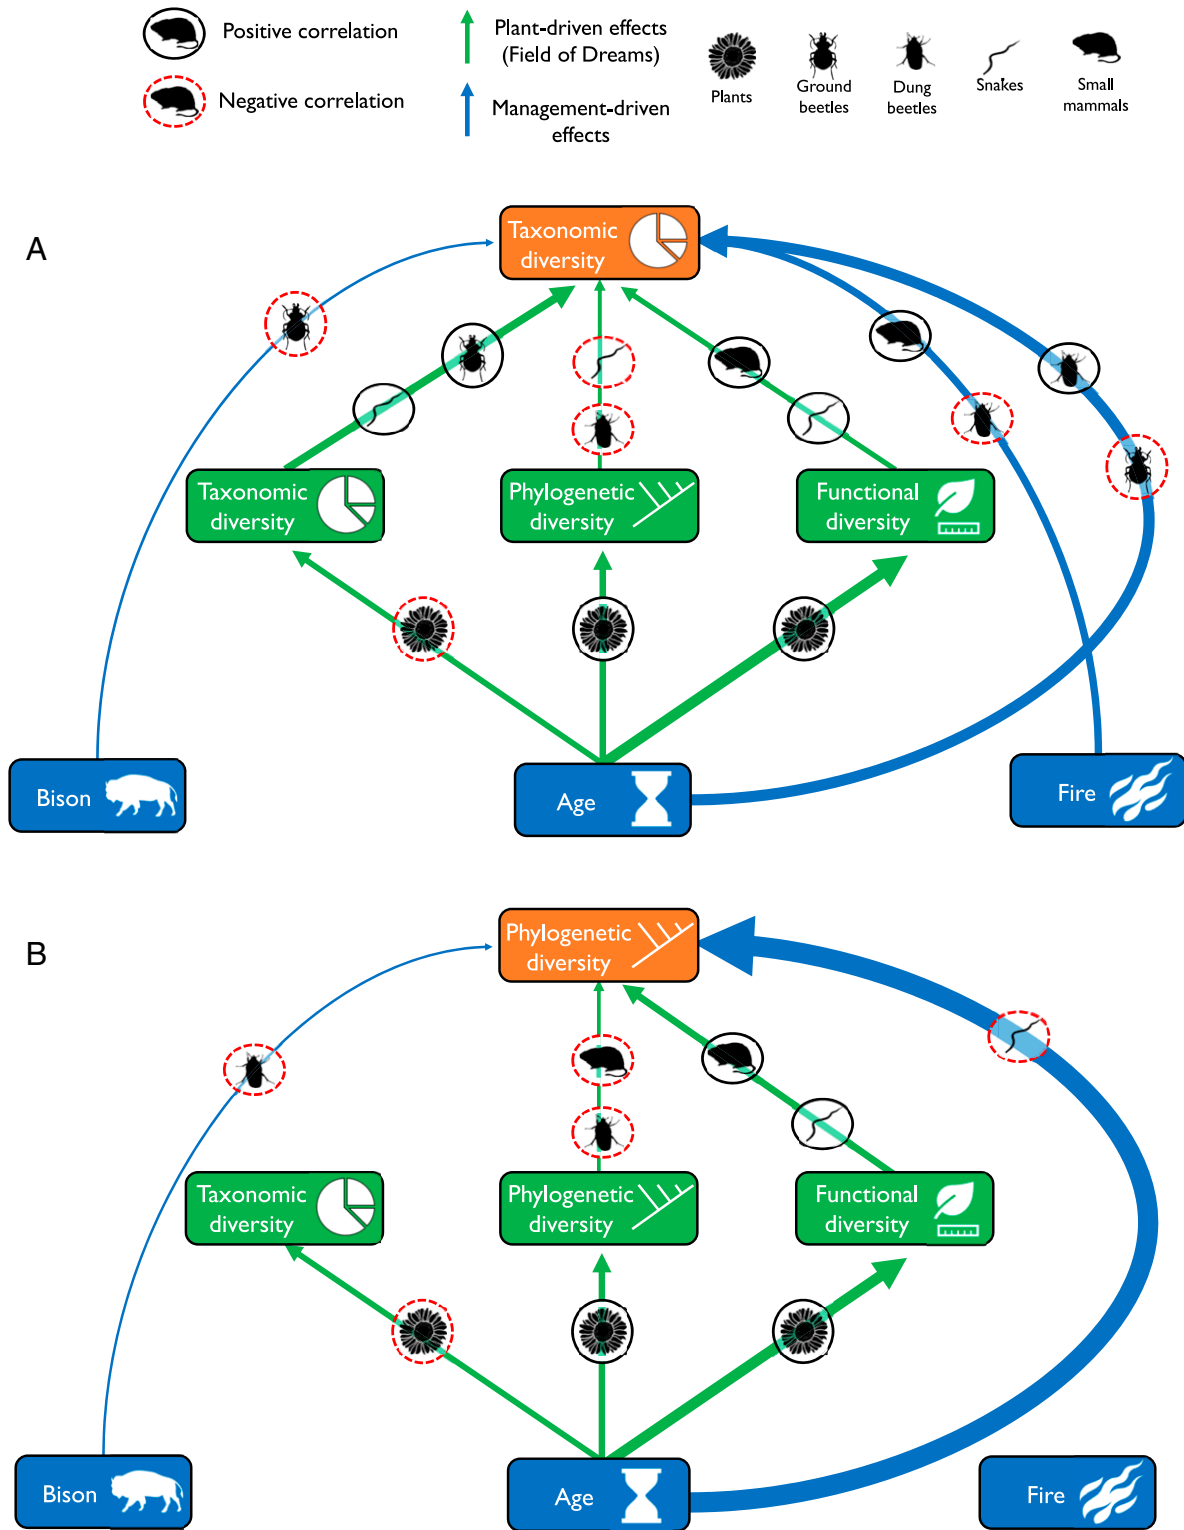 Positive correlation
Negative correlation
Plant-driven effects
(Field of Dreams)
Management-driven
effects
Plants
Ground
beetles
Dung
beetles
Snakes
Small
mammals
A
Taxonomic
diversity
Taxonomic
diversity
Phylogenetic
diversity
Functional
diversity
Bison
Age
Fire
B
Phylogenetic
diversity
Taxonomic
diversity
Phylogenetic
diversity
Functional
diversity
Bison
Age
Fire